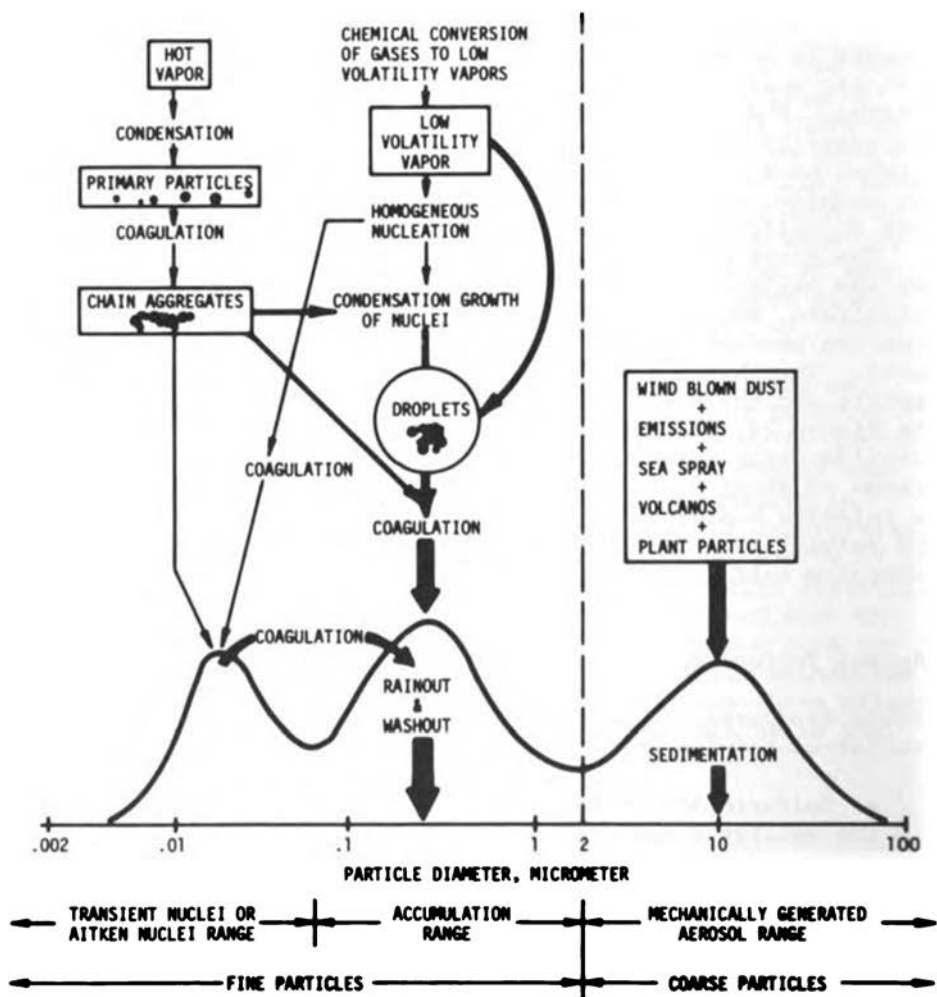 HOT
VAPOR
CONDENSATION
PRIMARY PARTICLES
COAGULATION
CHAIN AGGREGATES
CHEMICAL CONVERSION
OF GASES TO LOW
VOLATILITY VAPORS
LOW
VOLATILITY
VAPOR
HOMOGENEOUS
NUCLEATION
CONDENSATION GROWTH
OF NUCLEI
DROPLETS
COAGULATION
COAGULATION
COAGULATION
RAINOUT
&
WASHOUT
WIND BLOWN DUST
+
EMISSIONS
+
SEA SPRAY
+
VOLCANOS
+
PLANT PARTICLES
SEDIMENTATION
.002 .01 .1 1 2 10 100
PARTICLE DIAMETER, MICROMETER
TRANSIENT NUCLEI OR
AITKEN NUCLEI RANGE
ACCUMULATION
RANGE
MECHANICALLY GENERATED
AEROSOL RANGE
FINE PARTICLES
COARSE PARTICLES